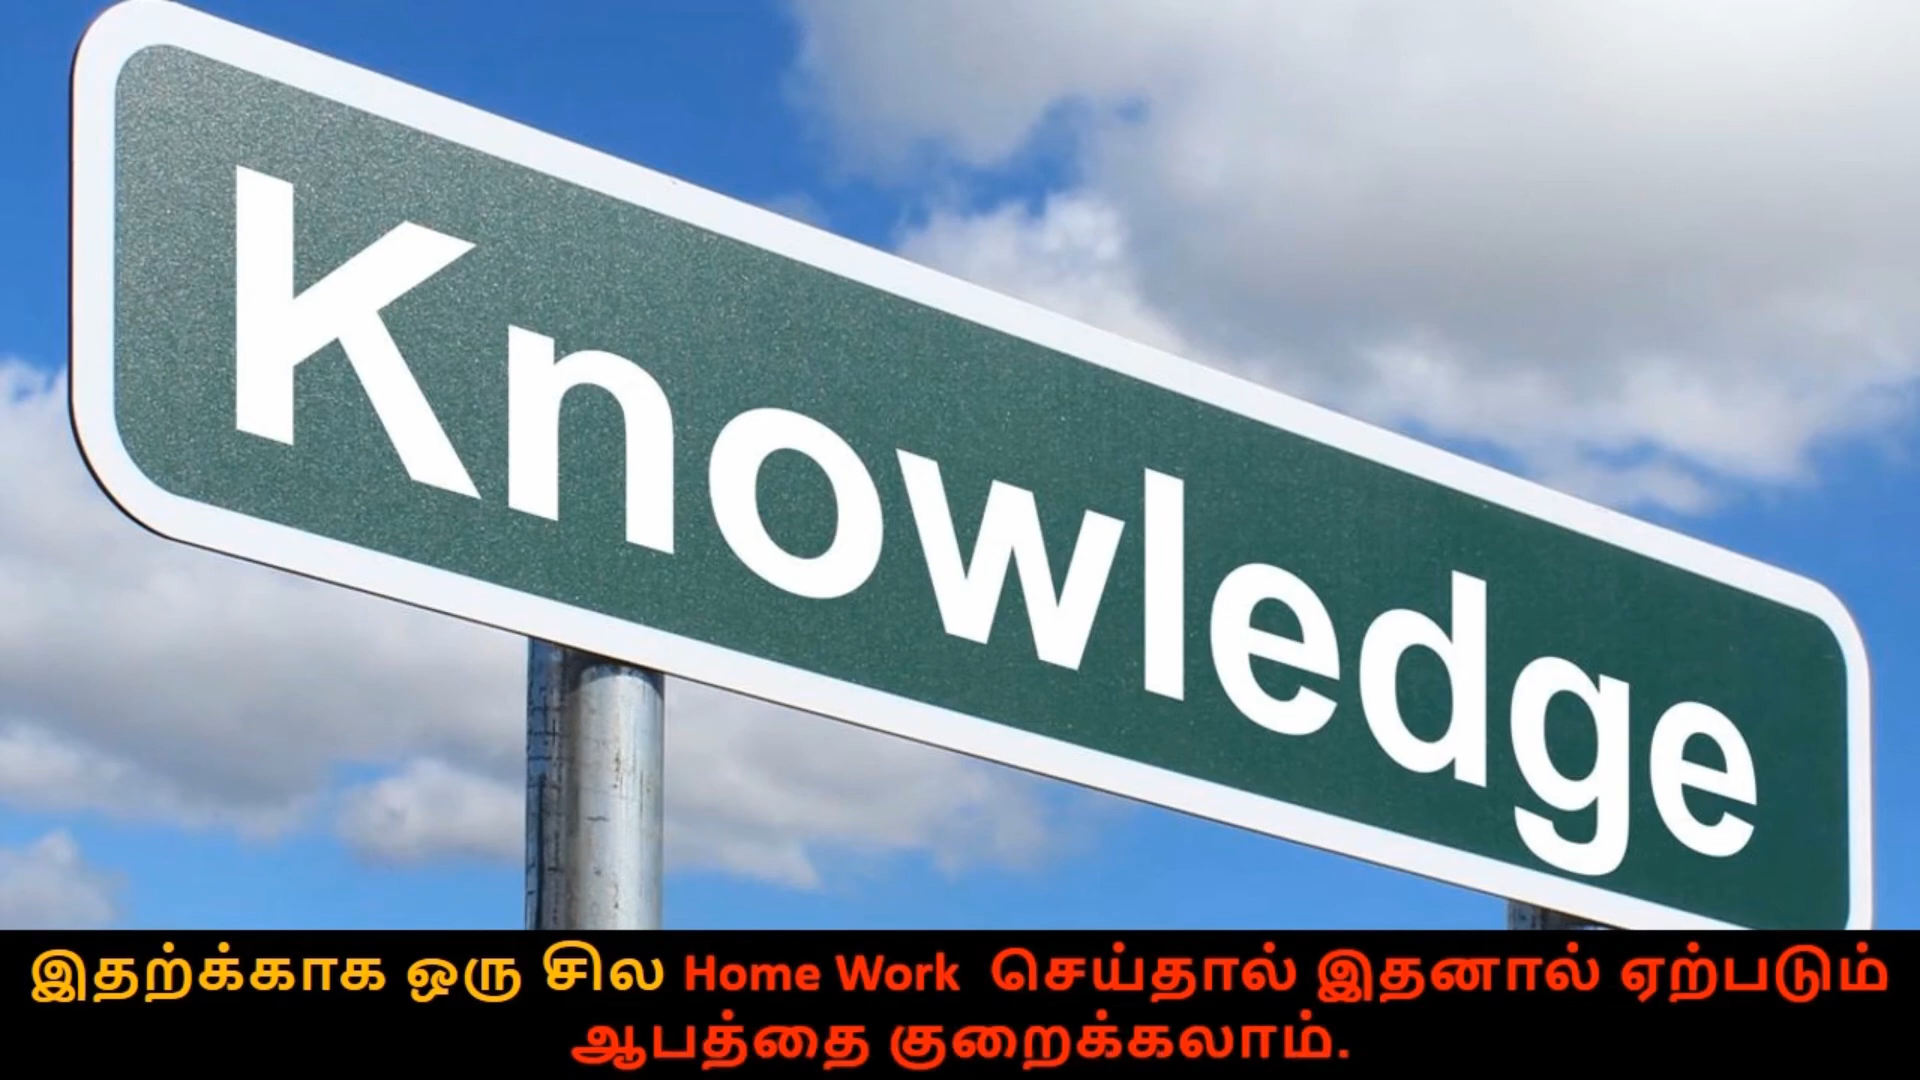 Knowledge
இதற்க்காக ஒரு சில Home Work செய்தால் இதனால் ஏற்படும்
ஆபத்தை குறைக்கலாம்.